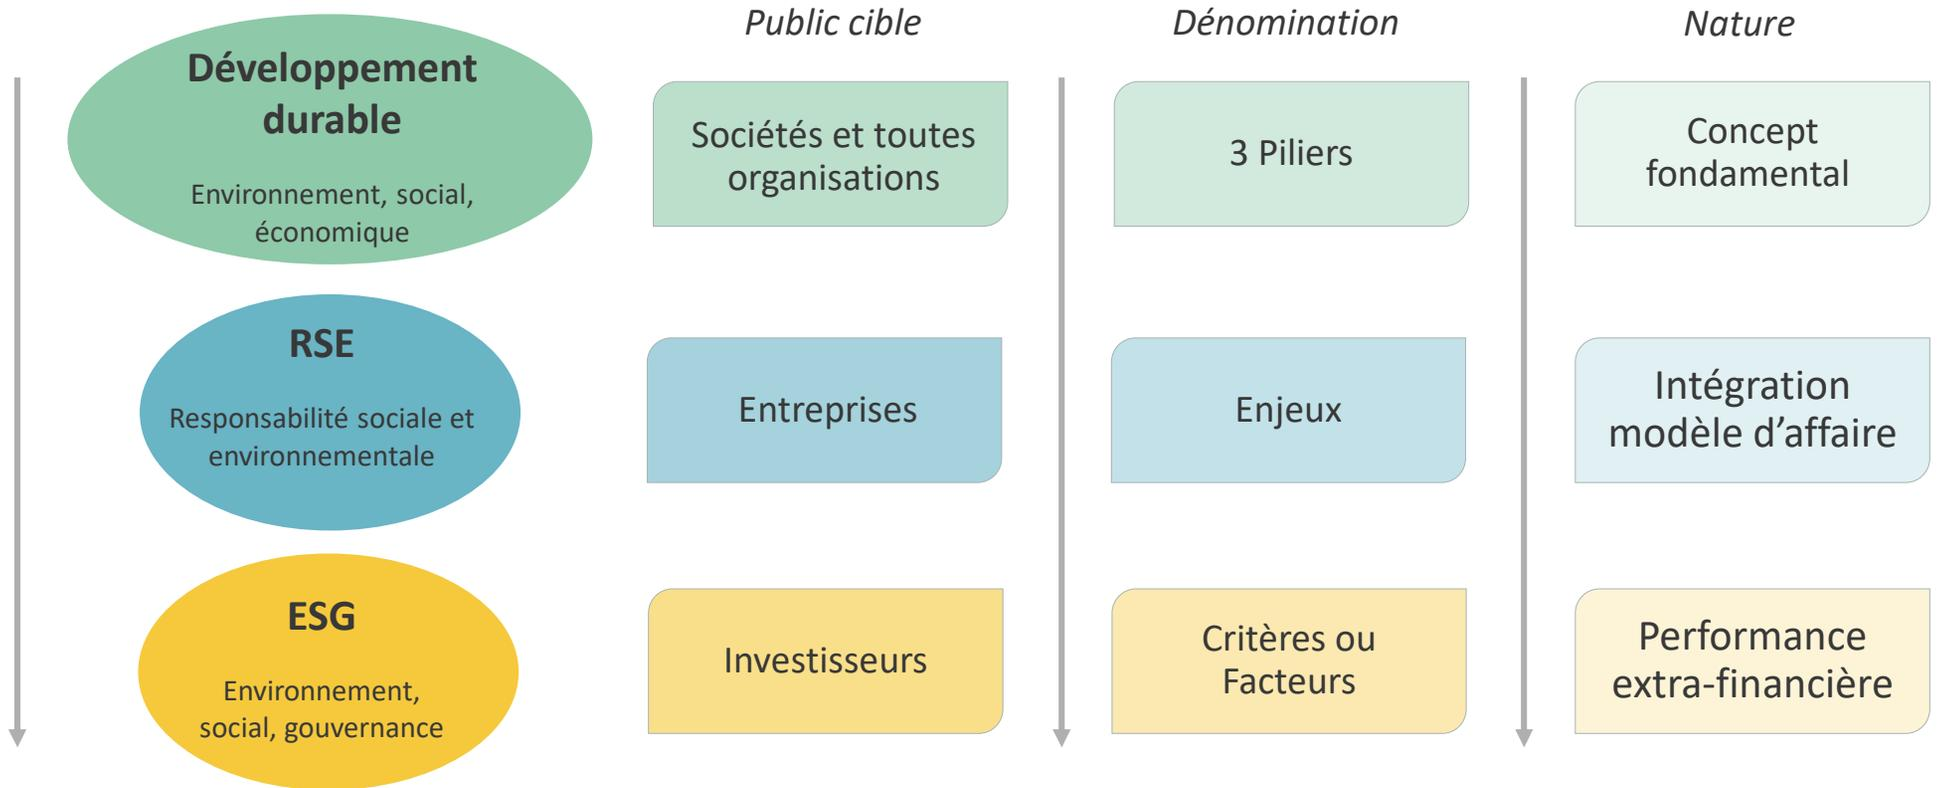 Public cible
Dénomination
Nature
Développement
durable
Environnement, social,
économique
Sociétés et toutes
organisations
3 Piliers
Concept
fondamental
RSE
Responsabilité sociale et
environnementale
Entreprises
Enjeux
Intégration
modèle d’affaire
ESG
Environnement,
social, gouvernance
Investisseurs
Critères ou
Facteurs
Performance
extra-financière